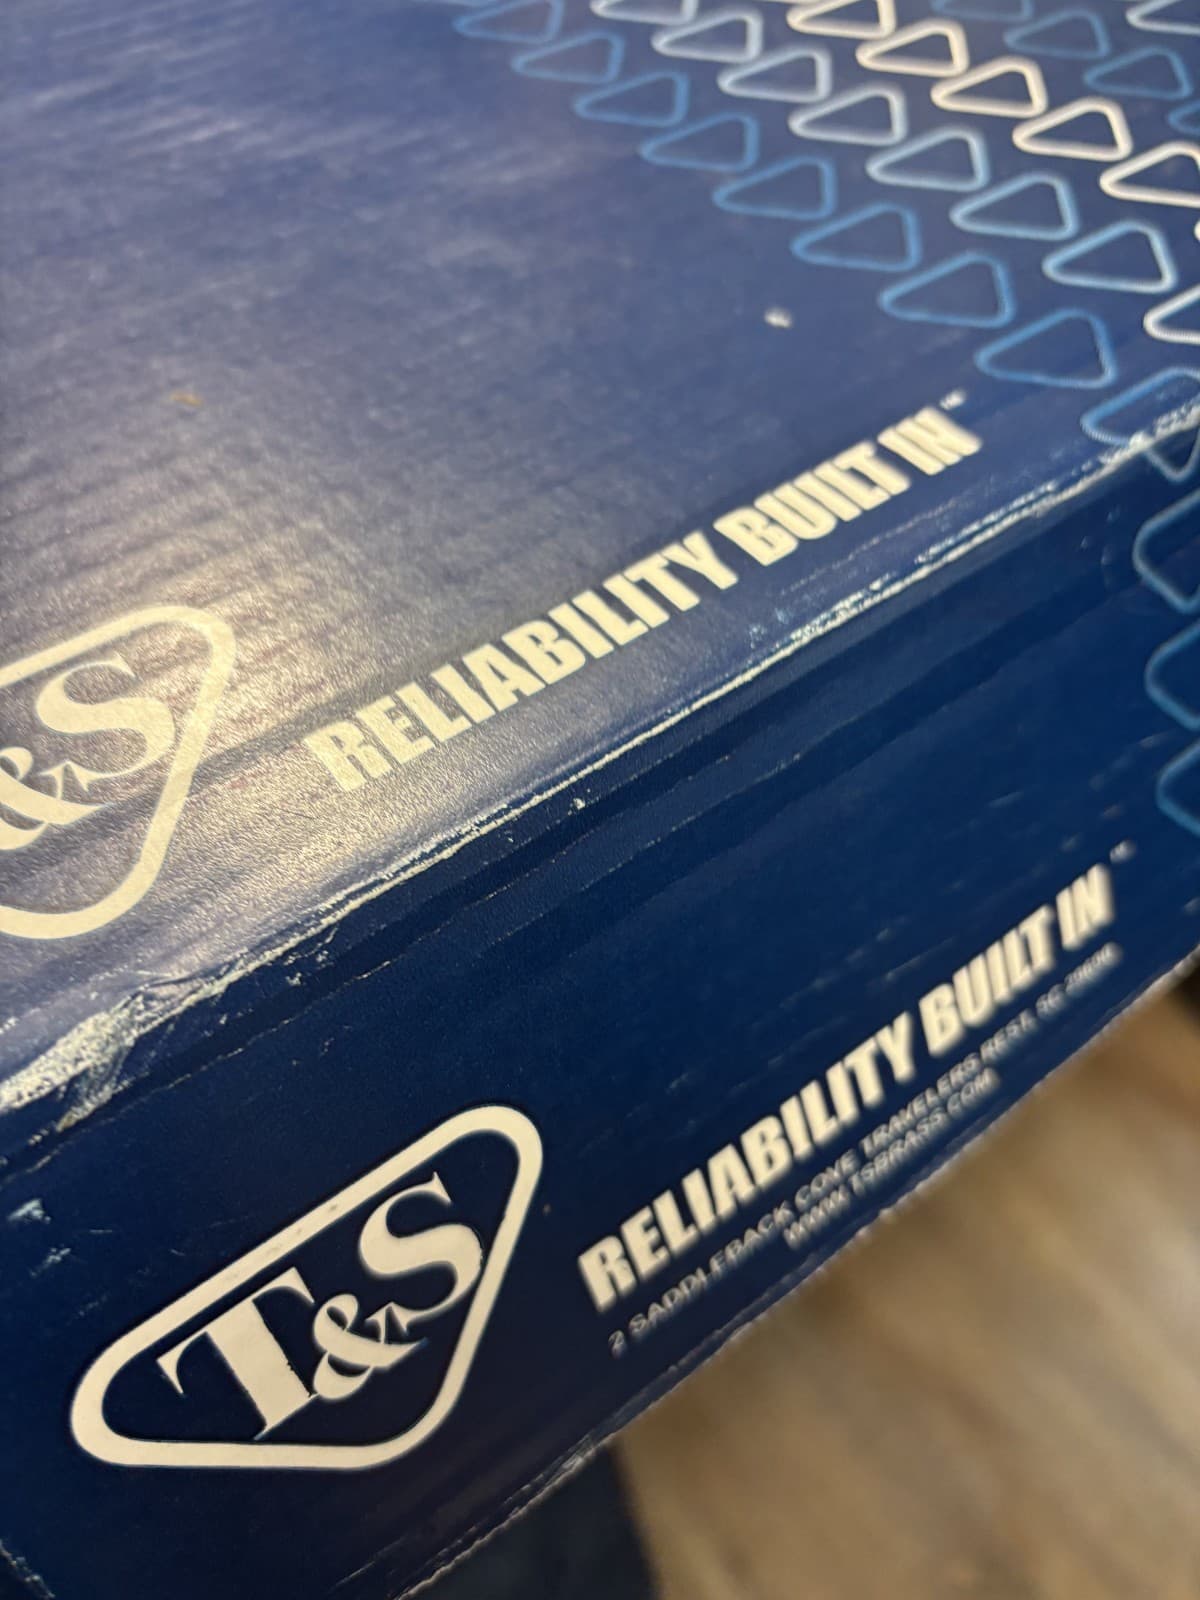 &S
RELIABILITY BUILT IN™
T&S
RELIABILITY BUILT IN™
2 SADDLEBACK COVE TRAVELERS REST, SC 29690
WWW.TSBRASS.COM